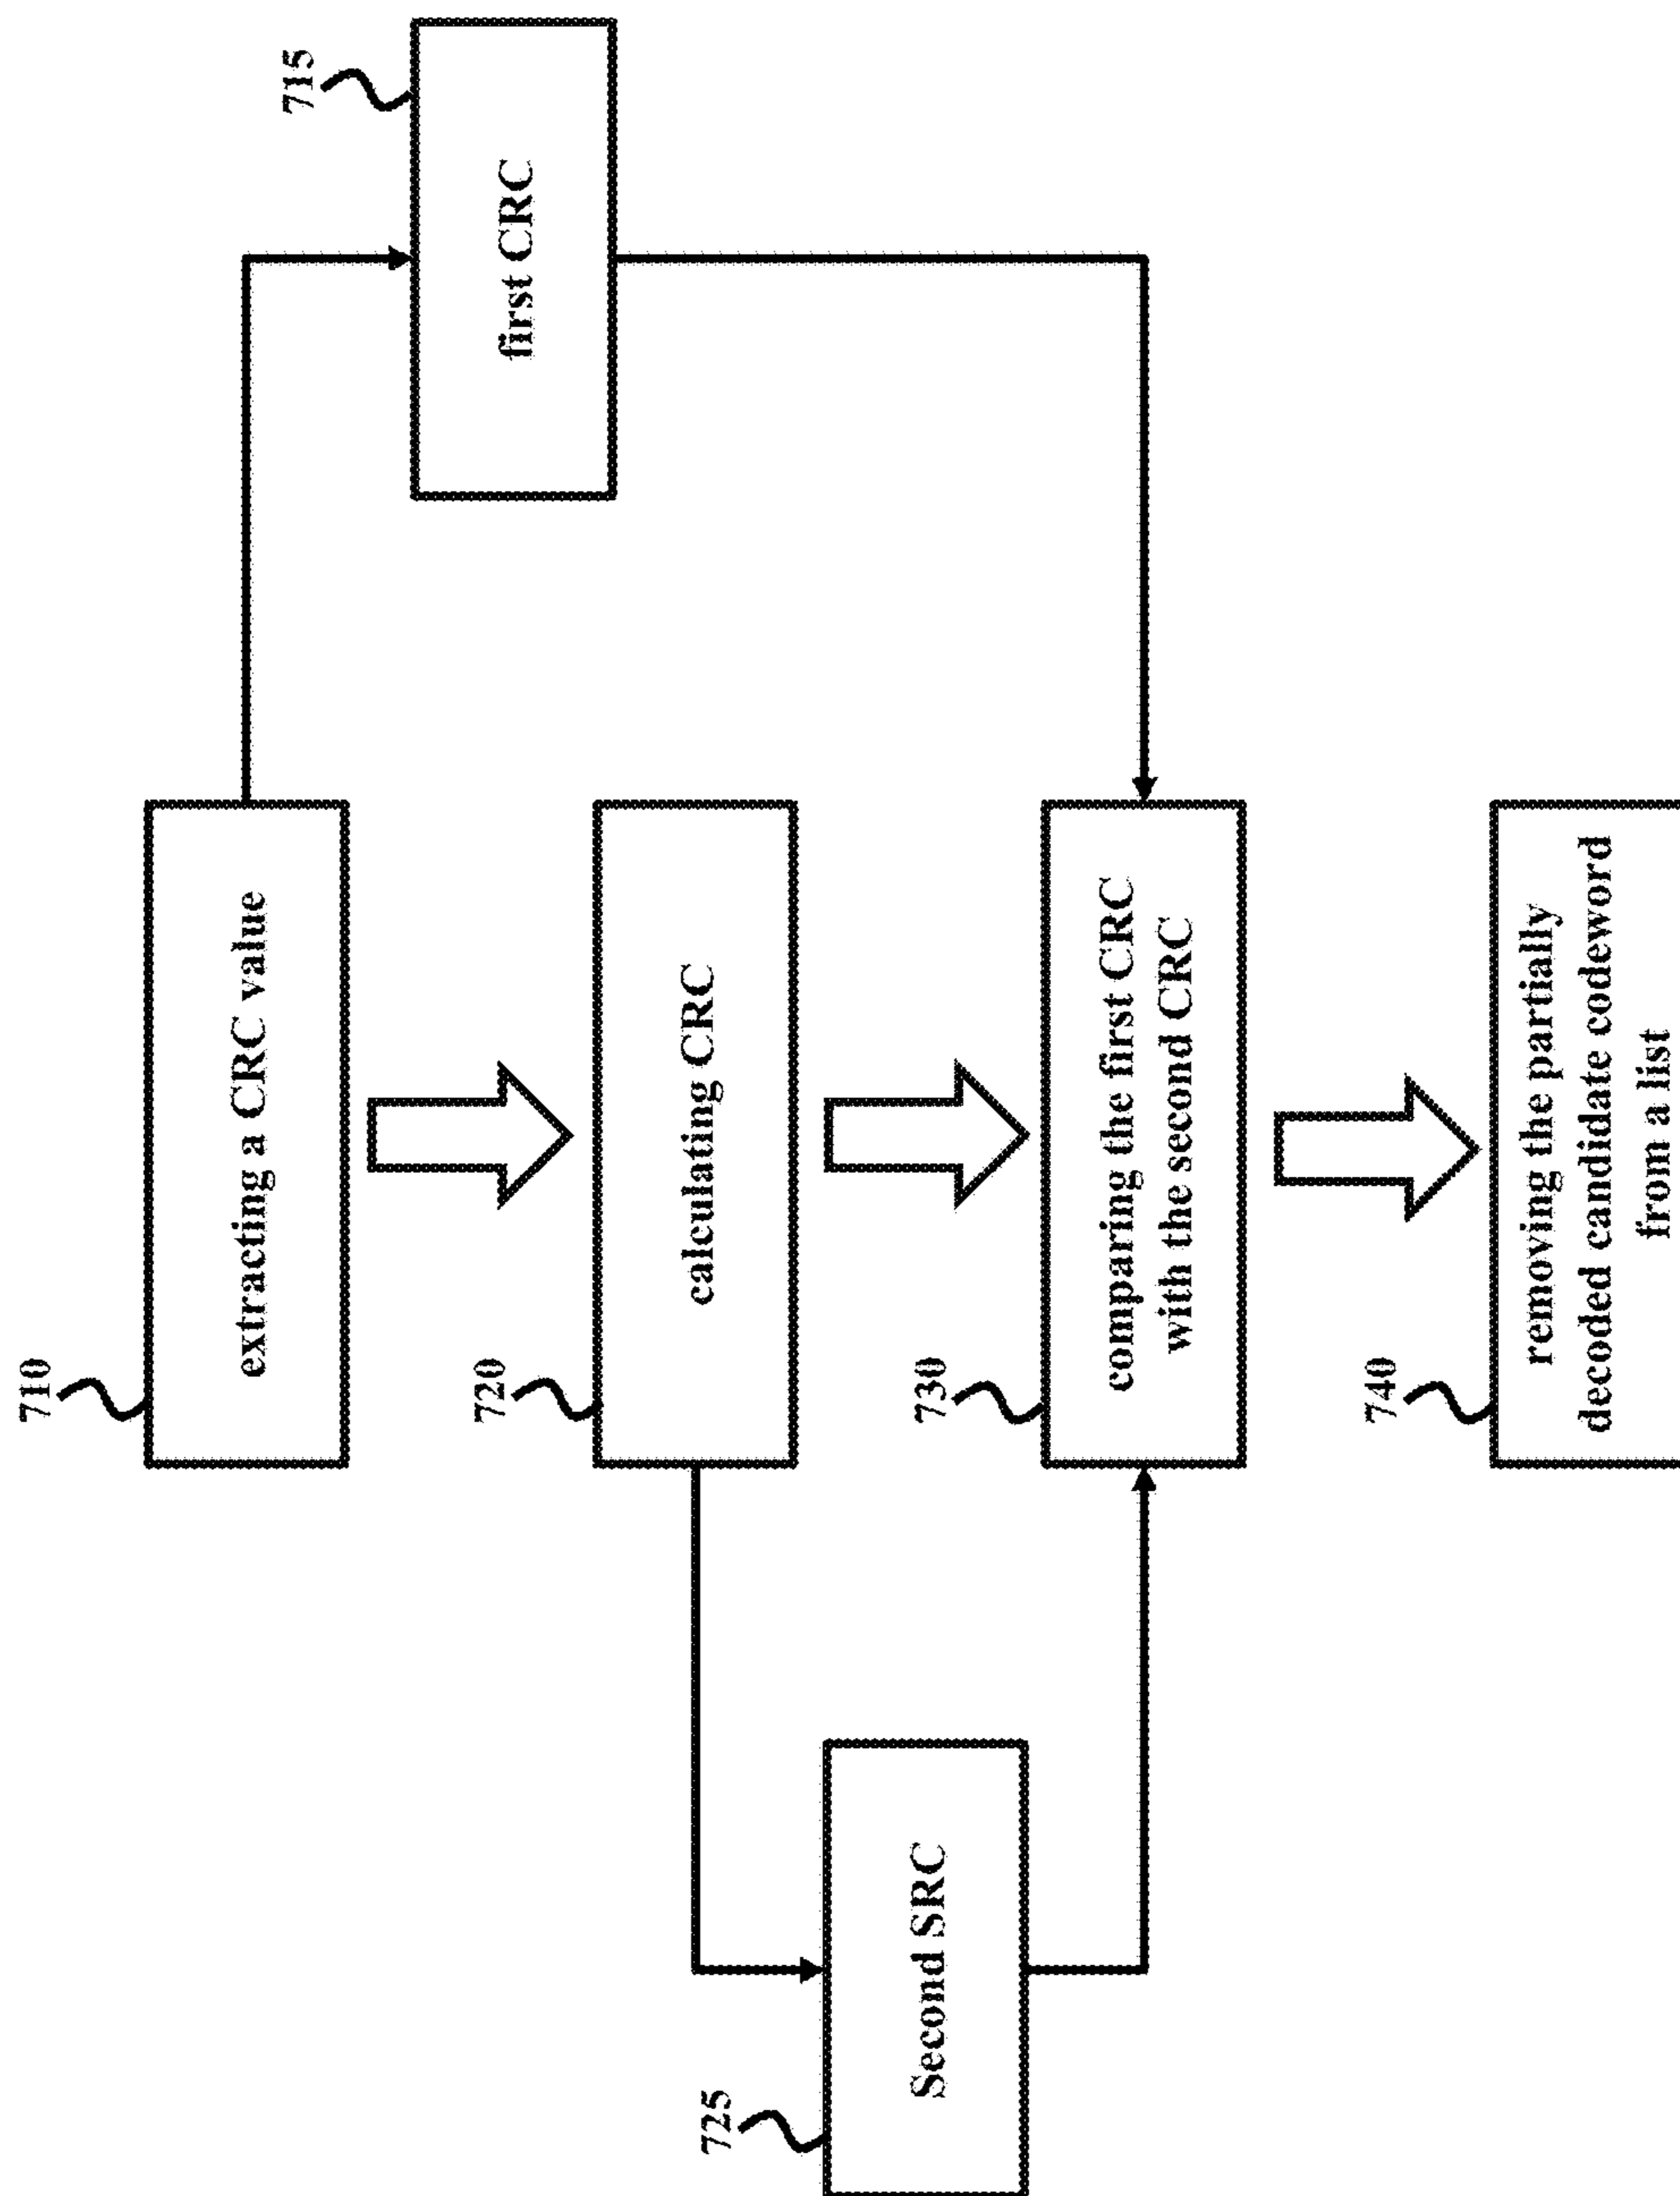 710
extracting a CRC value
715
first CRC
720
calculating CRC
725
Second SRC
730
comparing the first CRC
with the second CRC
740
removing the partially
decoded candidate codeword
from a list